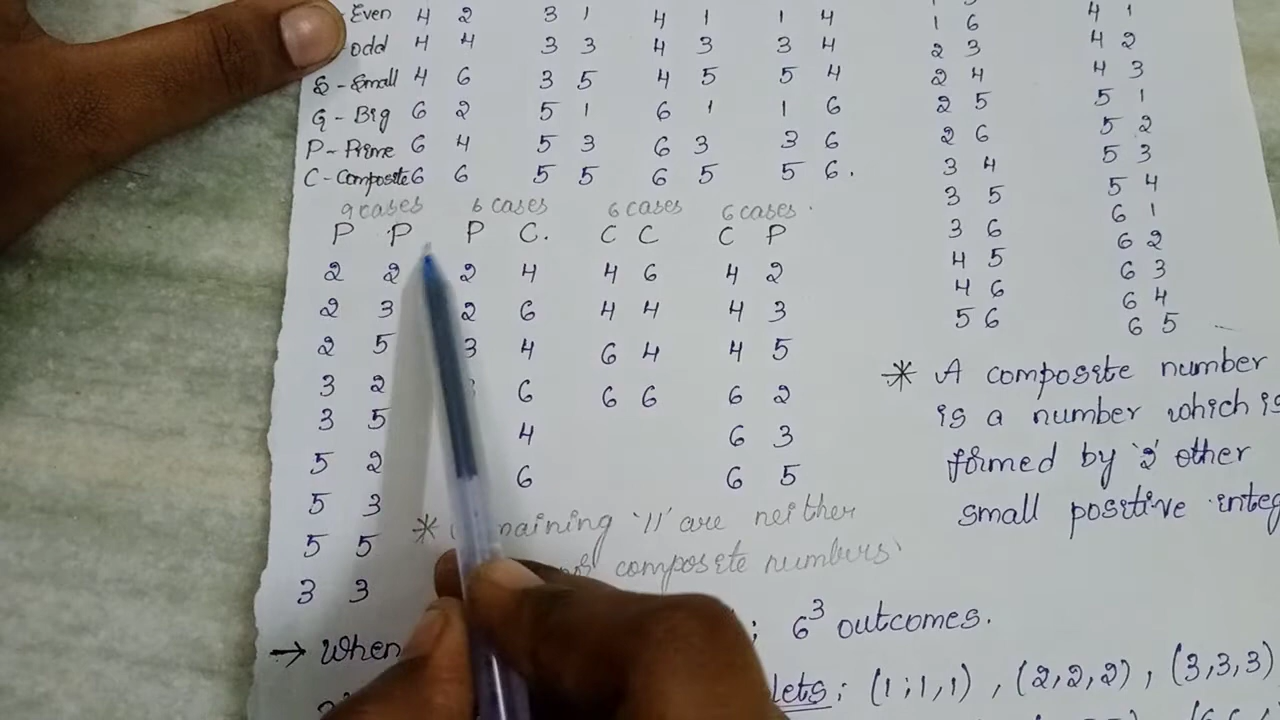 Even 4 2 3 1 4 1 1 4
Odd 4 4 3 3 4 3 3 4
S - Small 4 6 3 5 4 5 5 4
G - Big 6 2 5 1 6 1 1 6
P - Prime 6 4 5 3 6 3 3 6
C - Composite 6 6 5 5 6 5 5 6.
9 cases 6 cases 6 cases 6 cases
P P P C. C C C P
2 2 2 4 4 6 4 2
2 3 2 6 4 4 4 3
2 5 3 4 6 4 4 5
3 2 6 6 6 6 2
3 5 4 6 3
5 2 6 6 5
5 3
5 5
3 3
* maining '11' are neither
composite numbers
→ When
1 6
2 3
2 4
2 5
2 6
3 4
3 5
3 6
4 5
4 6
5 6
4 1
4 2
4 3
5 1
5 2
5 3
5 4
6 1
6 2
6 3
6 4
6 5
* A composite number
is a number which is
formed by '2' other
small positive integ
; 6³ outcomes.
lets; (1;1,1), (2,2,2), (3,3,3)